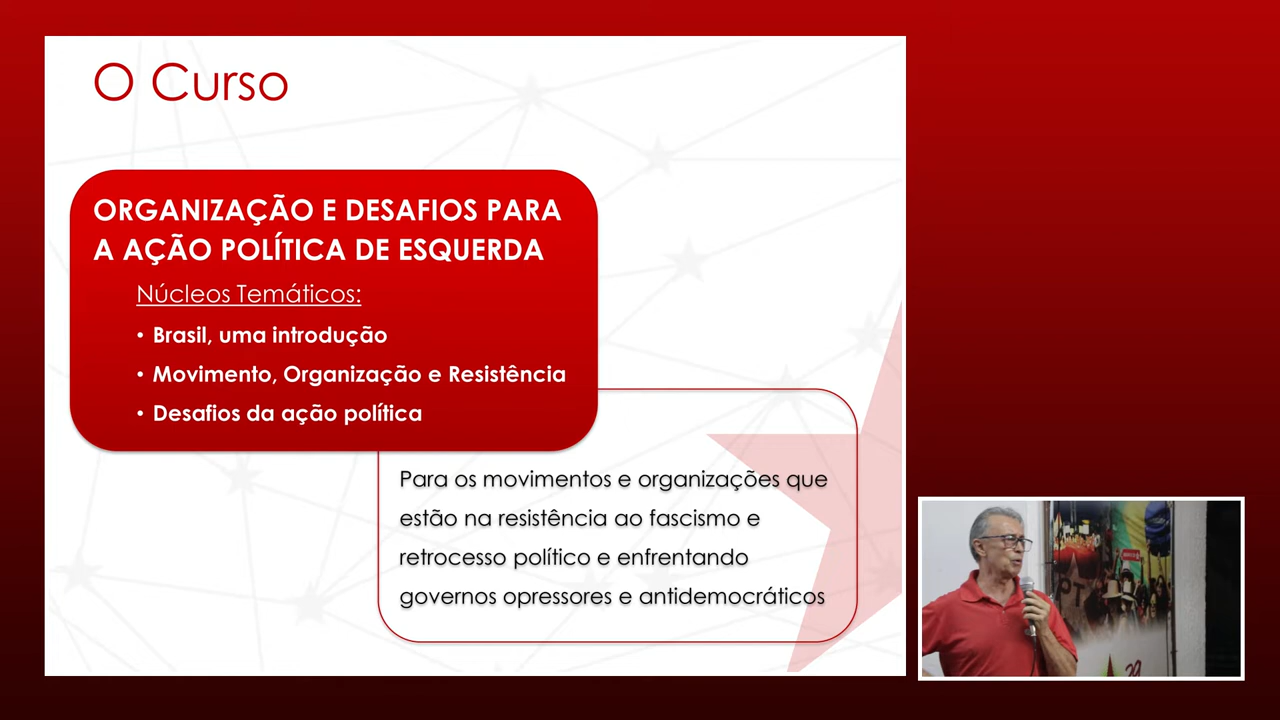 O Curso
ORGANIZAÇÃO E DESAFIOS PARA
A AÇÃO POLÍTICA DE ESQUERDA
Núcleos Temáticos:
• Brasil, uma introdução
• Movimento, Organização e Resistência
• Desafios da ação política
Para os movimentos e organizações que
estão na resistência ao fascismo e
retrocesso político e enfrentando
governos opressores e antidemocráticos
PT